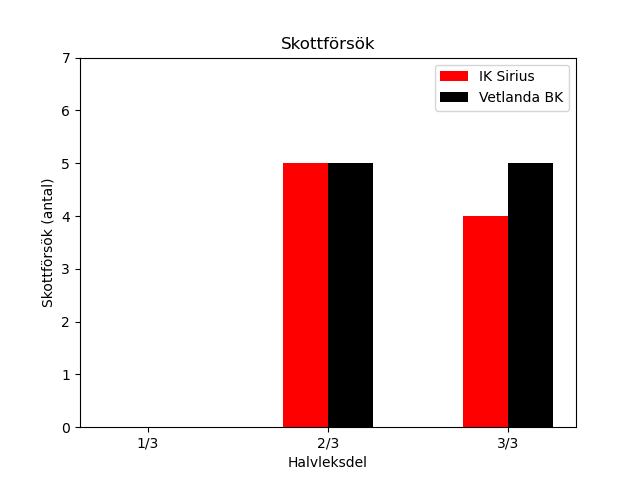 Skottförsök
7
6
5
4
3
2
1
0
Skottförsök (antal)
IK Sirius
Vetlanda BK
1/3
2/3
3/3
Halvleksdel